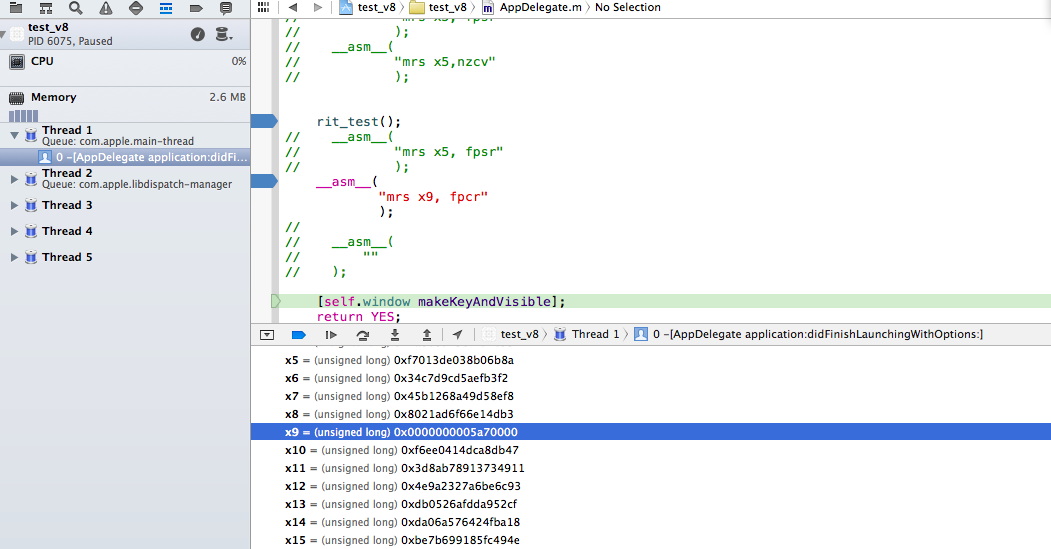 test_v8 〉 test_v8 〉 AppDelegate.m 〉 No Selection
test_v8
PID 6075, Paused
CPU 0%
Memory 2.6 MB
Thread 1
Queue: com.apple.main-thread
0 -[AppDelegate application:didFi...
Thread 2
Queue: com.apple.libdispatch-manager
Thread 3
Thread 4
Thread 5
// "mrs x5, fpsr"
// );
// __asm__(
// "mrs x5,nzcv"
// );
rit_test();
// __asm__(
// "mrs x5, fpsr"
// );
__asm__(
"mrs x9, fpcr"
);
//
// __asm__(
// ""
// );
[self.window makeKeyAndVisible];
return YES;
test_v8 〉 Thread 1 〉 0 -[AppDelegate application:didFinishLaunchingWithOptions:]
x5 = (unsigned long) 0xf7013de038b06b8a
x6 = (unsigned long) 0x34c7d9cd5aefb3f2
x7 = (unsigned long) 0x45b1268a49d58ef8
x8 = (unsigned long) 0x8021ad6f66e14db3
x9 = (unsigned long) 0x0000000005a70000
x10 = (unsigned long) 0xf6ee0414dca8db47
x11 = (unsigned long) 0x3d8ab78913734911
x12 = (unsigned long) 0x4e9a2327a6be6c93
x13 = (unsigned long) 0xdb0526afdda952cf
x14 = (unsigned long) 0xda06a576424fba18
x15 = (unsigned long) 0xbe7b699185fc494e